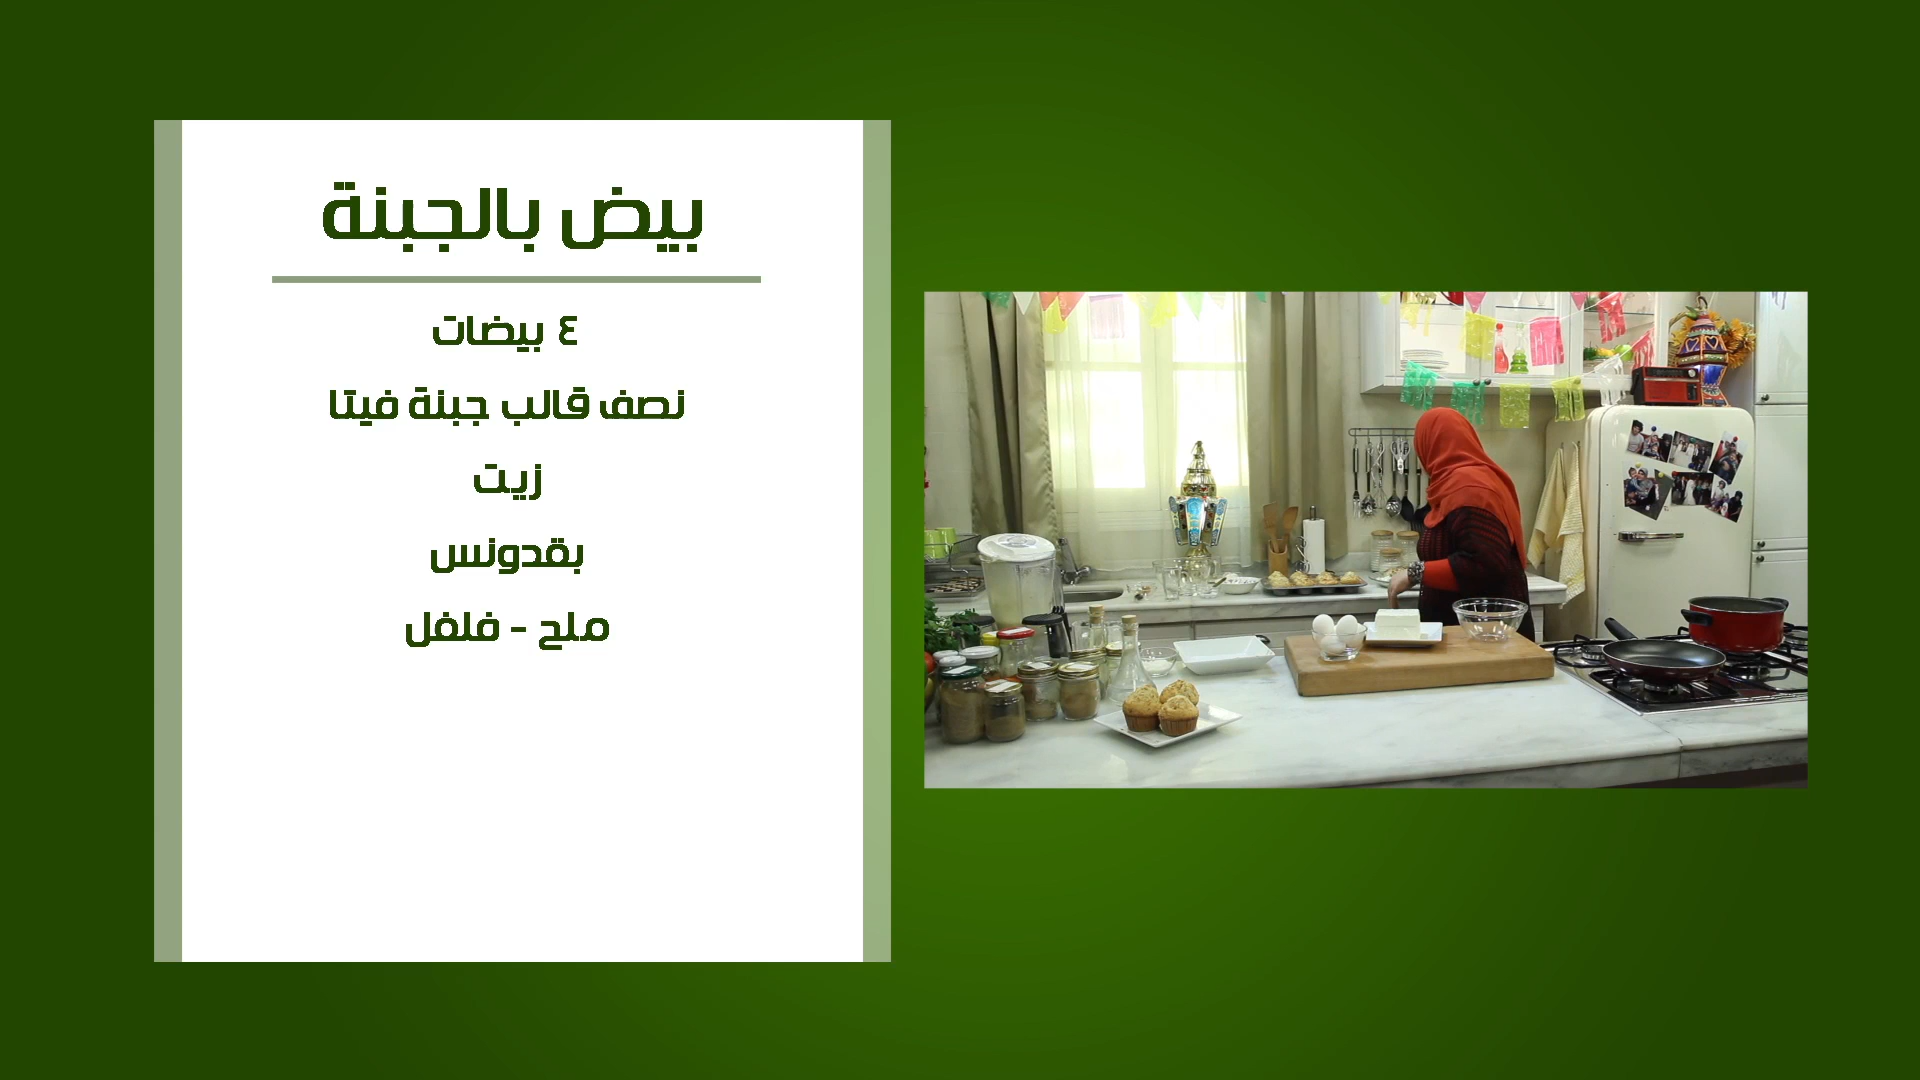 بيض بالجبنة
٤ بيضات
نصف قالب جبنة فيتا
زيت
بقدونس
ملح - فلفل